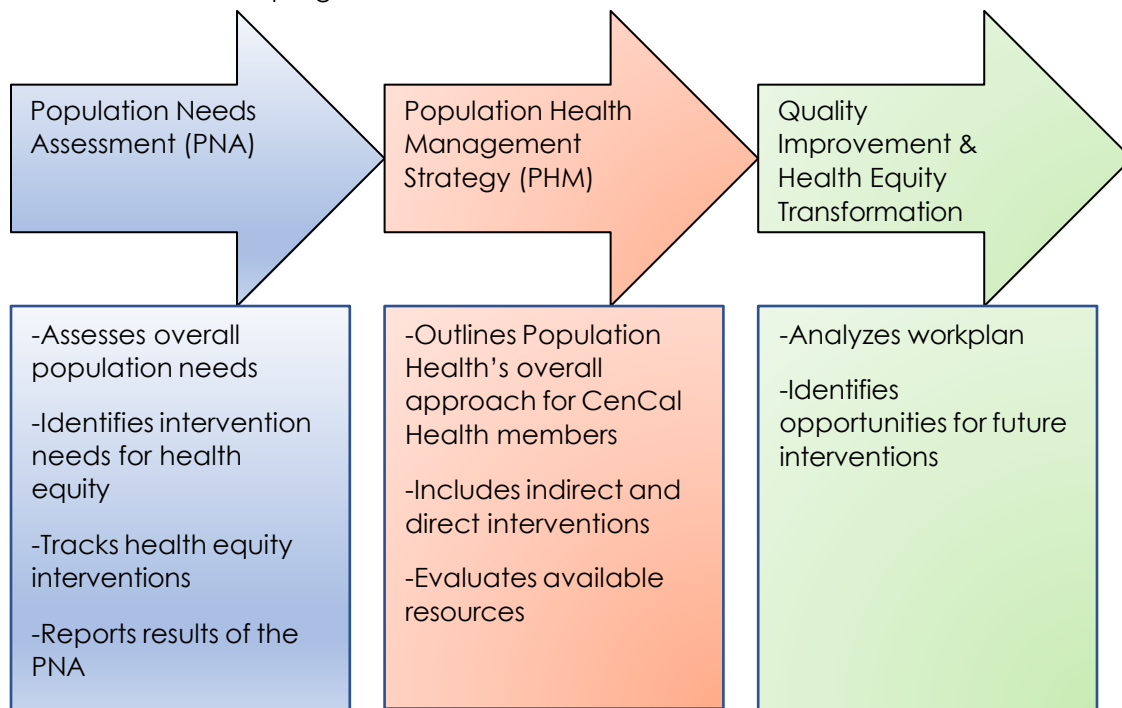 Population Needs
Assessment (PNA)
Population Health
Management
Strategy (PHM)
Quality
Improvement &
Health Equity
Transformation
-Assesses overall
population needs
-Identifies intervention
needs for health
equity
-Tracks health equity
interventions
-Reports results of the
PNA
-Outlines Population
Health’s overall
approach for CenCal
Health members
-Includes indirect and
direct interventions
-Evaluates available
resources
-Analyzes workplan
-Identifies
opportunities for future
interventions